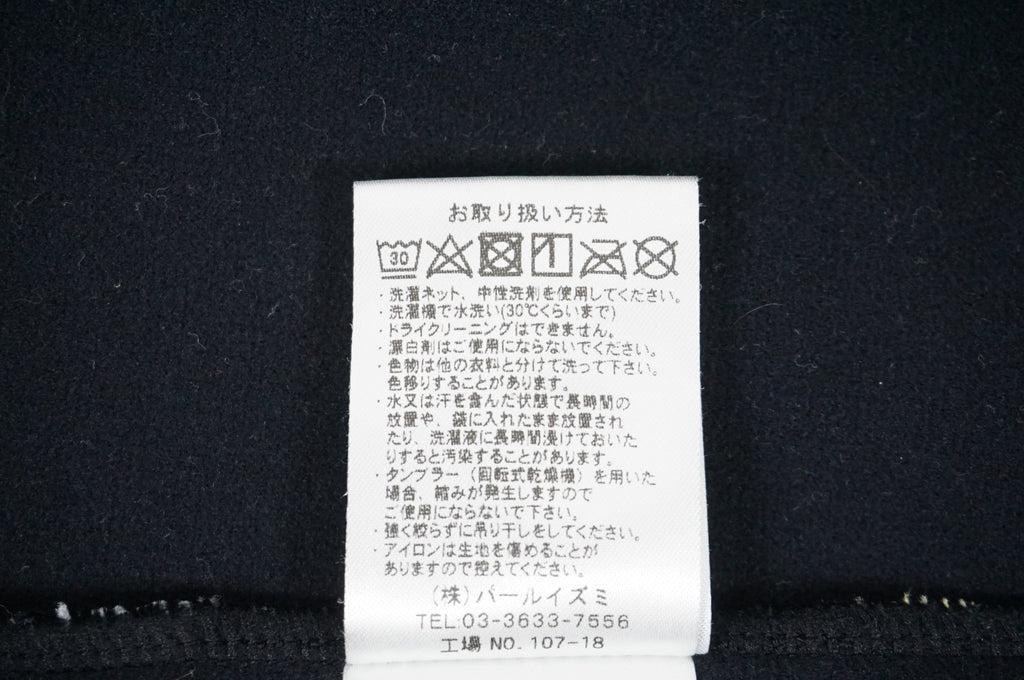 お取り扱い方法
30
・洗濯ネット、中性洗剤を使用してください。
・洗濯機で水洗い(30℃くらいまで)
・ドライクリーニングはできません。
・漂白剤はご使用にならないでください。
・色物は他の衣料と分けて洗って下さい。
色移りすることがあります。
・水又は汗を含んだ状態で長時間の
放置や、袋に入れたまま放置され
たり、洗濯液に長時間浸けておいた
りすると汚染することがあります。
・タンブラー(回転式乾燥機)を用いた
場合、縮みが発生しますので
ご使用にならないで下さい。
・強く絞らずに吊り干しをしてください。
・アイロンは生地を傷めることが
ありますので控えてください。
(株)パールイズミ
TEL:03-3633-7556
工場 NO. 107-18